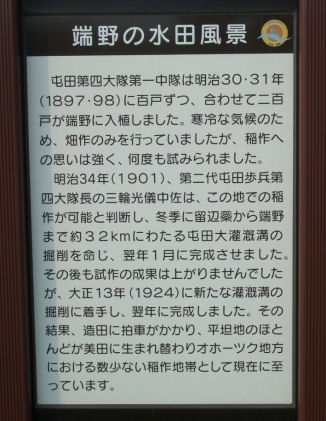 端野の水田風景
屯田第四大隊第一中隊は明治30・31年
(1897・98)に百戸ずつ、合わせて二百
戸が端野に入植しました。寒冷な気候のた
め、畑作のみを行っていましたが、稲作へ
の思いは強く、何度も試みられました。
明治34年(1901)、第二代屯田歩兵第
四大隊長の三輪光儀中佐は、この地での稲
作が可能と判断し、冬季に留辺蘂から端野
まで約32kmにわたる屯田大灌漑溝の
掘削を命じ、翌年1月に完成させました。
その後も試作の成果は上がりませんでした
が、大正13年(1924)に新たな灌漑溝の
掘削に着手し、翌年に完成しました。その
結果、造田に拍車がかかり、平坦地のほと
んどが美田に生まれ替わりオホーツク地方
における数少ない稲作地帯として現在に至
っています。